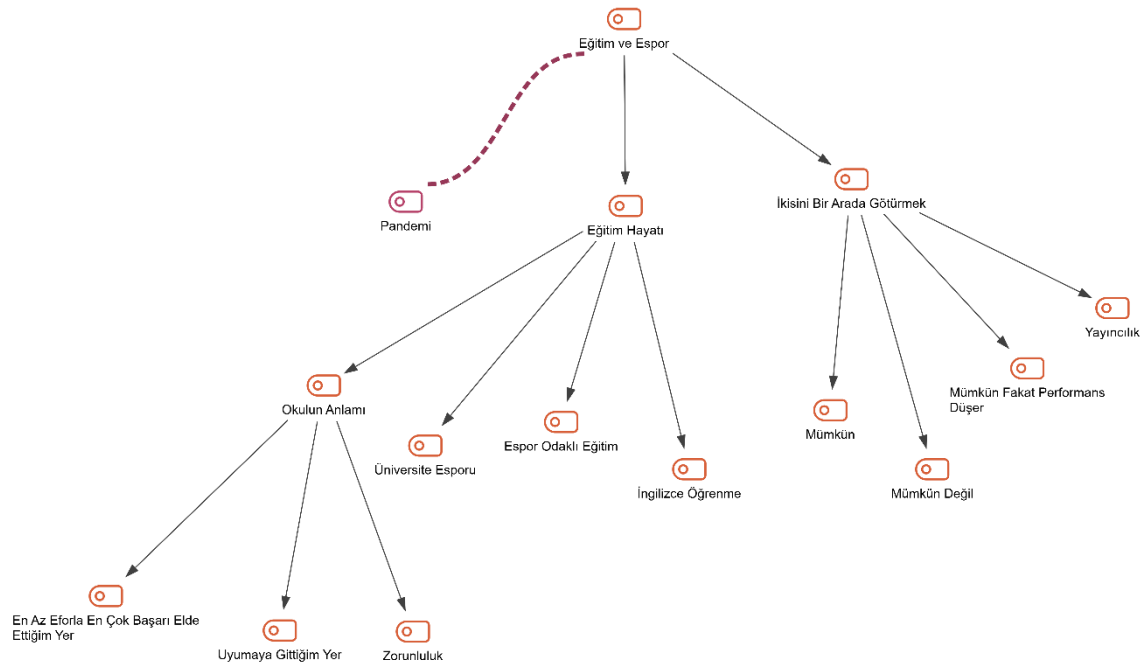 Eğitim ve Espor
Pandemi
Eğitim Hayatı
İkisini Bir Arada Götürmek
Yayıncılık
Mümkün Fakat Performans
Düşer
Okulun Anlamı
Mümkün
Espor Odaklı Eğitim
Üniversite Esporu
İngilizce Öğrenme
Mümkün Değil
En Az Eforla En Çok Başarı Elde
Ettiğim Yer
Uyumaya Gittiğim Yer
Zorunluluk